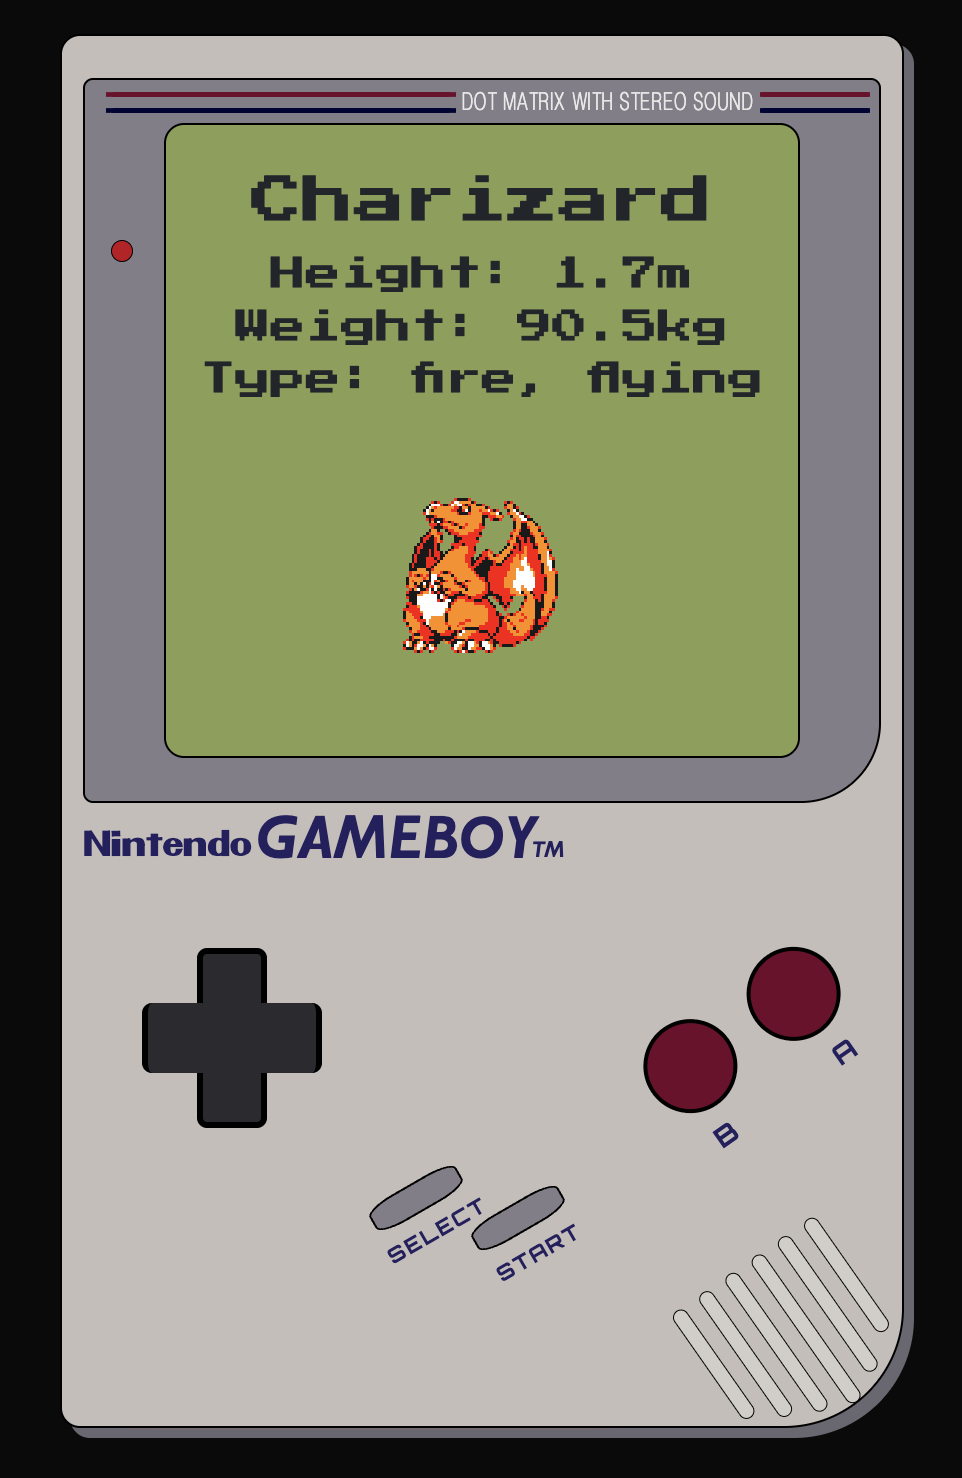 DOT MATRIX WITH STEREO SOUND
Charizard
Height: 1.7m
Weight: 90.5kg
Type: fire, flying
Nintendo GAMEBOY TM
A
B
SELECT
START